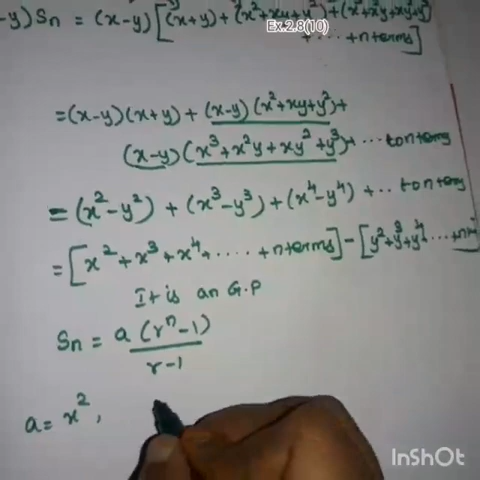 -y) Sn = (x-y) [(x+y) + (x²+xy+y²) + (x³+x²y+xy²+y³)
Ex.2.8(10)
+ ... + n terms]
= (x-y)(x+y) + (x-y)(x²+xy+y²) +
(x-y)(x³+x²y+xy²+y³) + ... to n terms
= (x²-y²) + (x³-y³) + (x⁴-y⁴) + .. to n terms
= [x²+x³+x⁴+.....+n terms] - [y²+y³+y⁴...+n
It is an G.P
Sn = a(rⁿ-1) / r-1
a = x²,
InShOt